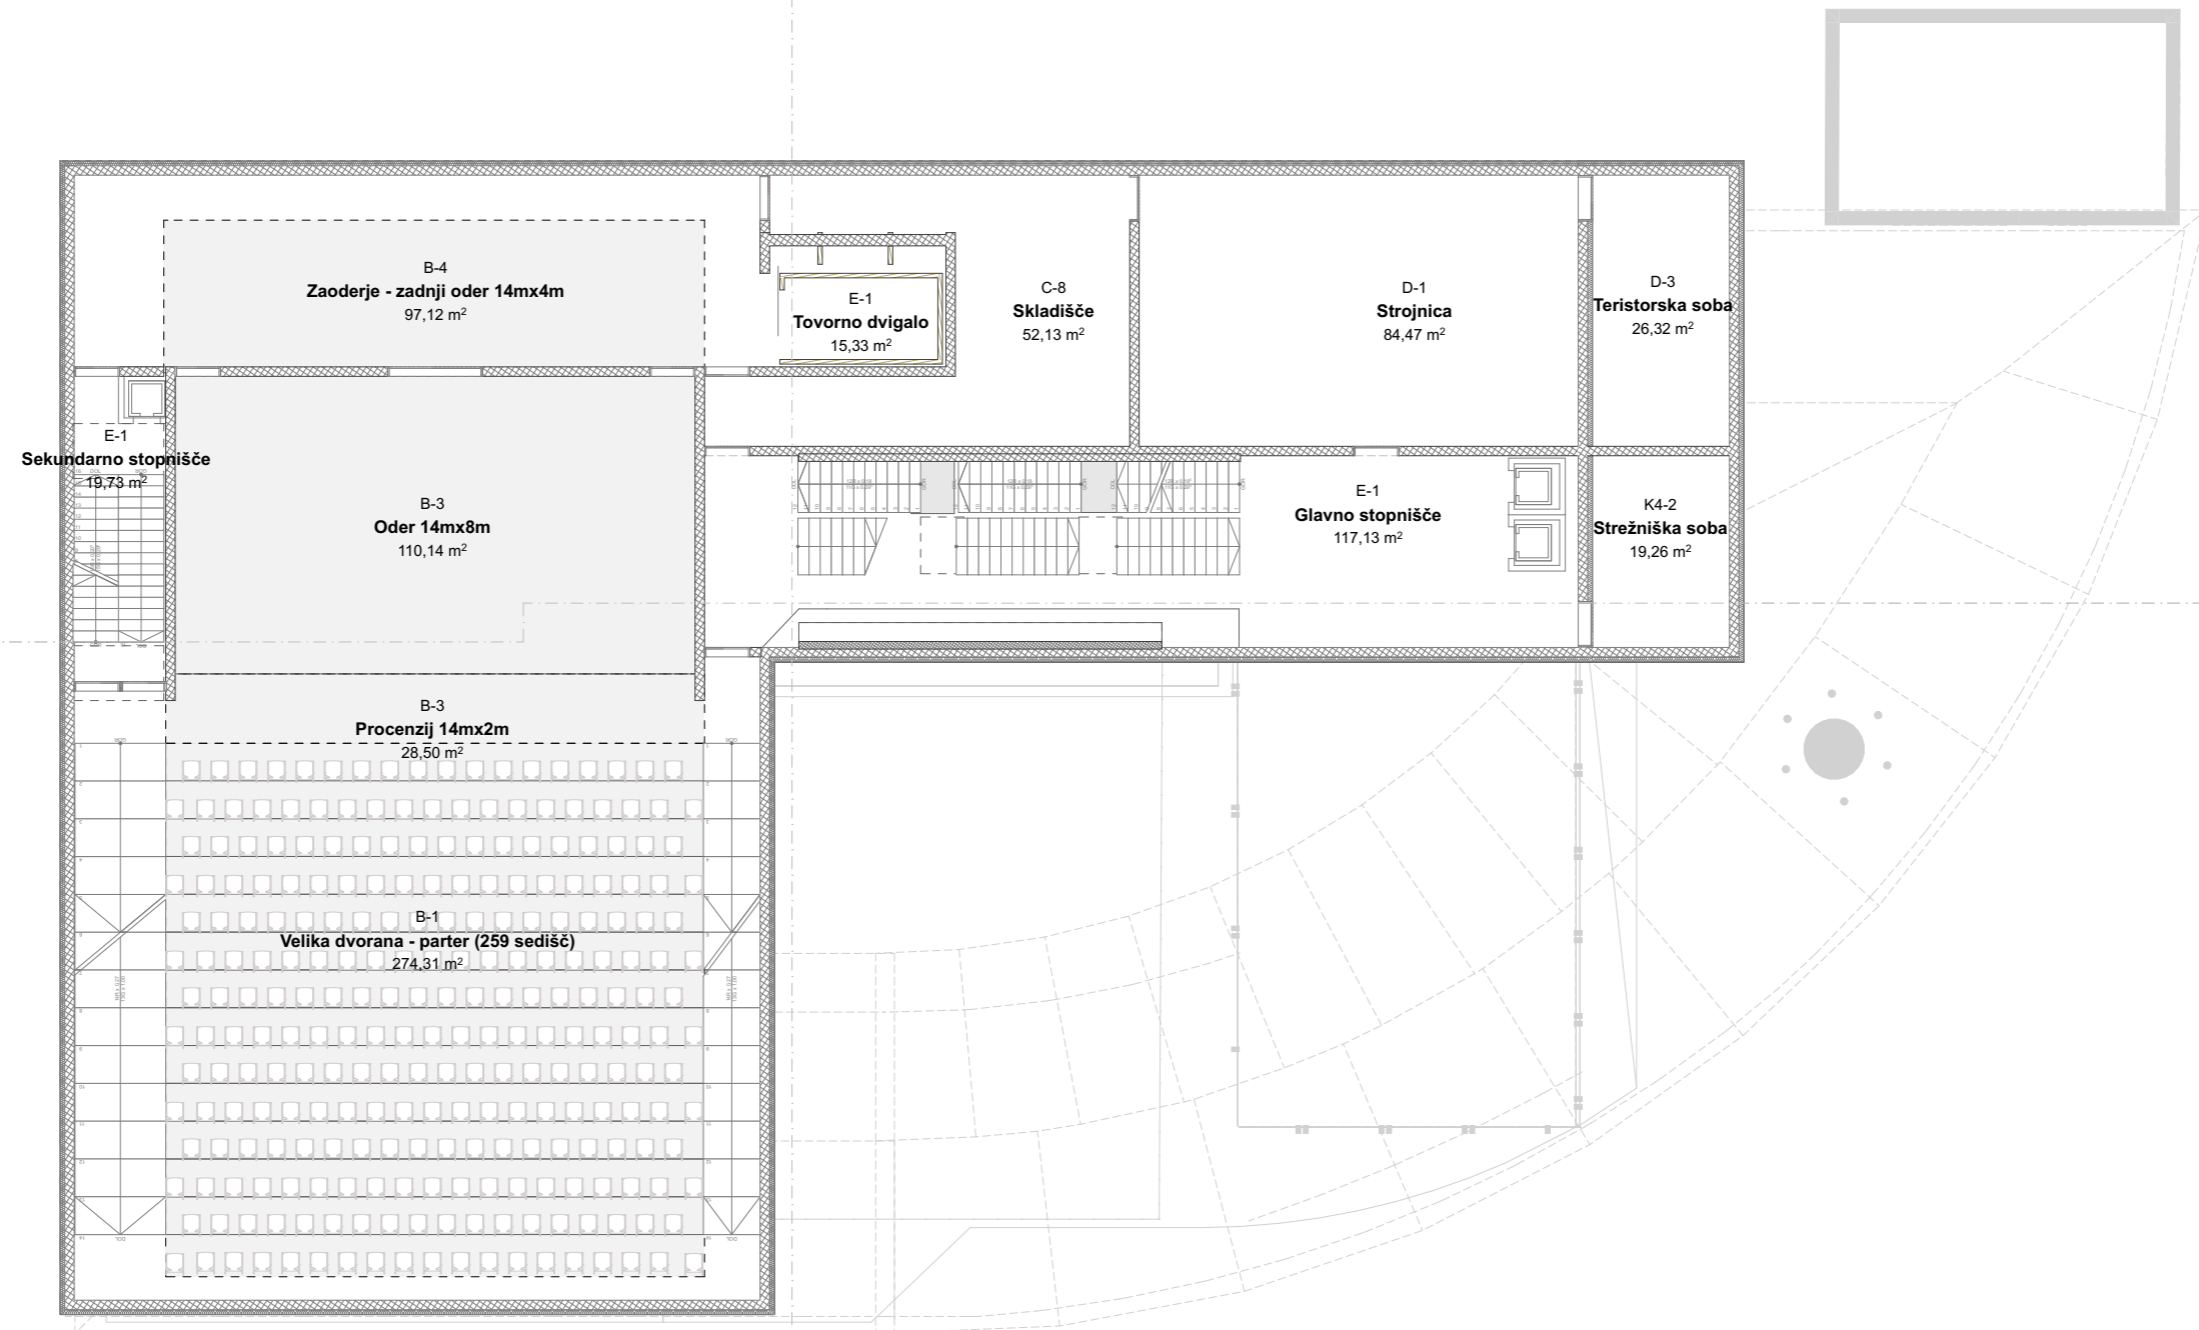 B-4
Zaoderje - zadnji oder 14mx4m
97,12 m²
E-1
Tovorno dvigalo
15,33 m²
C-8
Skladišče
52,13 m²
D-1
Strojnica
84,47 m²
D-3
Teristorska soba
26,32 m²
E-1
Sekundarno stopnišče
19,73 m²
B-3
Oder 14mx8m
110,14 m²
E-1
Glavno stopnišče
117,13 m²
K4-2
Strežniška soba
19,26 m²
B-3
Procenzij 14mx2m
28,50 m²
B-1
Velika dvorana - parter (259 sedišč)
274,31 m²